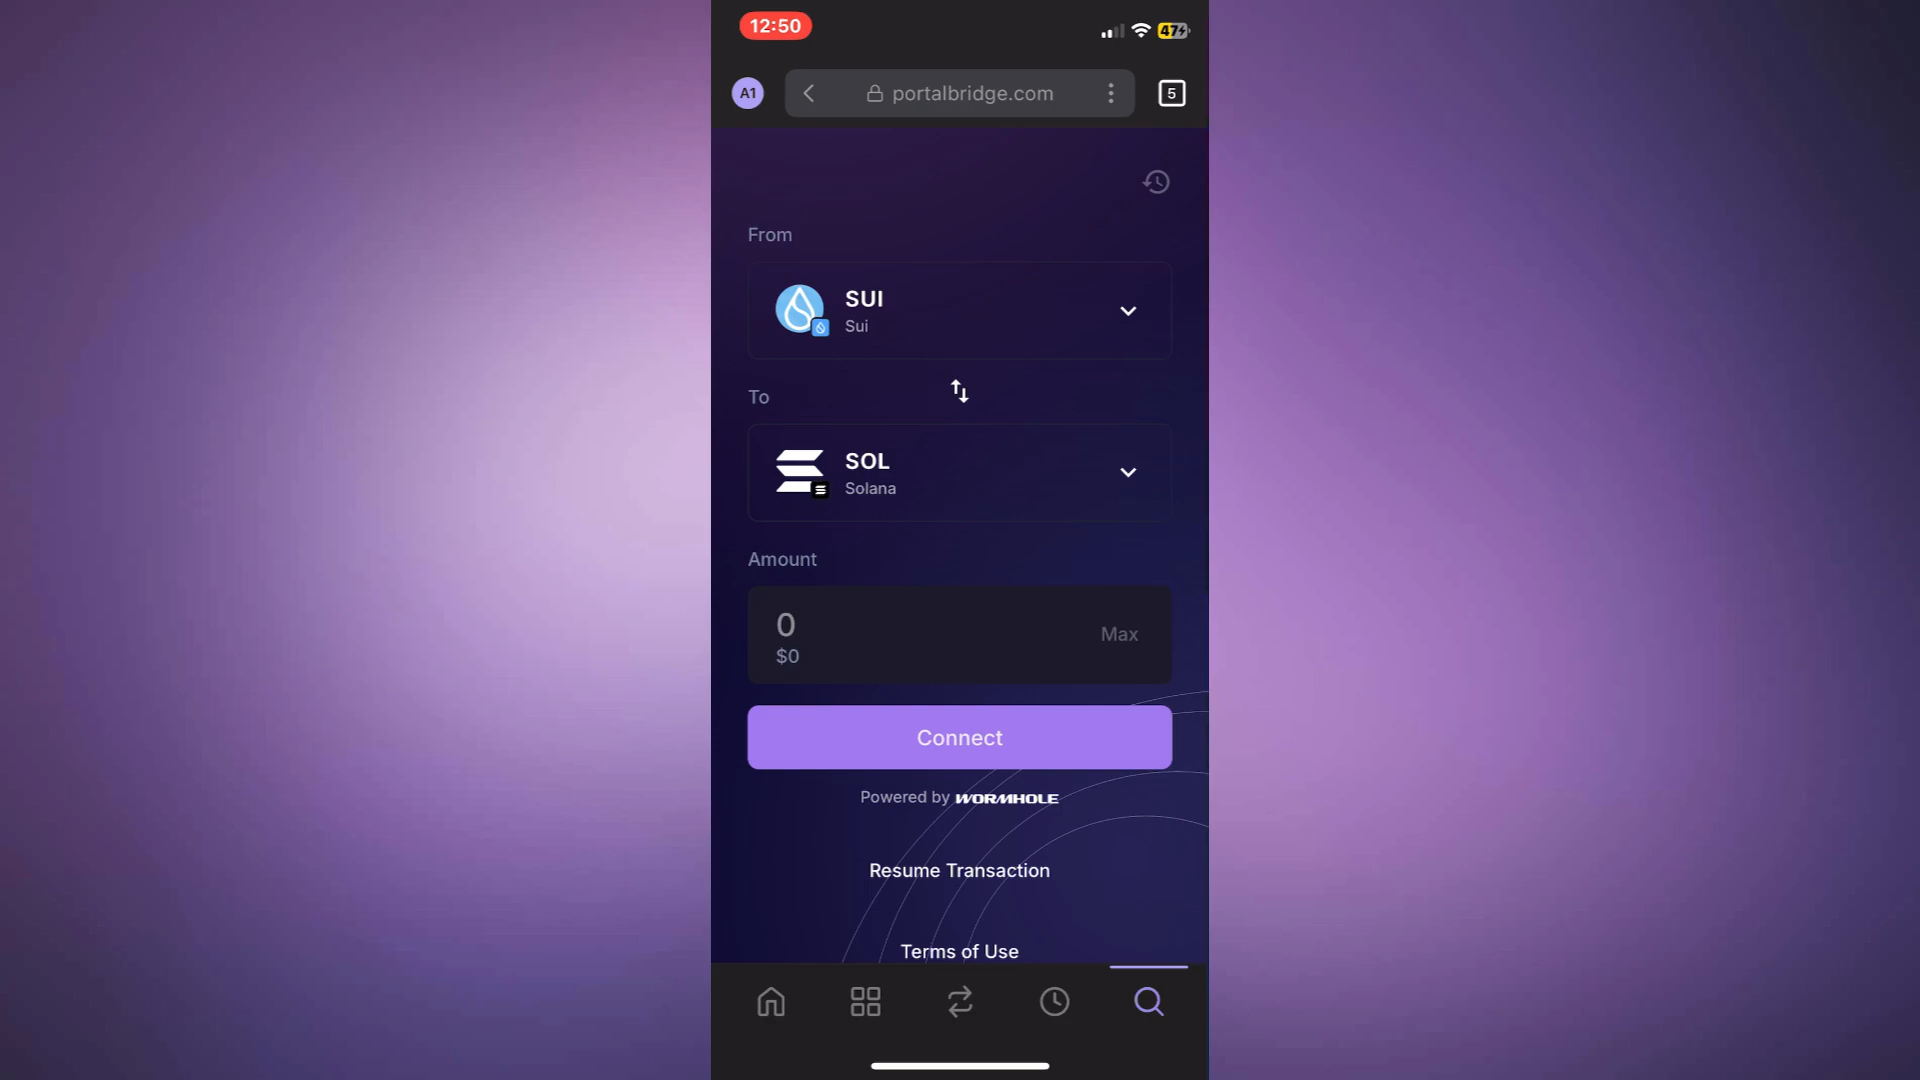 12:50
47
A1
portalbridge.com
5
From
SUI
Sui
To
SOL
Solana
Amount
0
$0
Max
Connect
Powered by WORMHOLE
Resume Transaction
Terms of Use